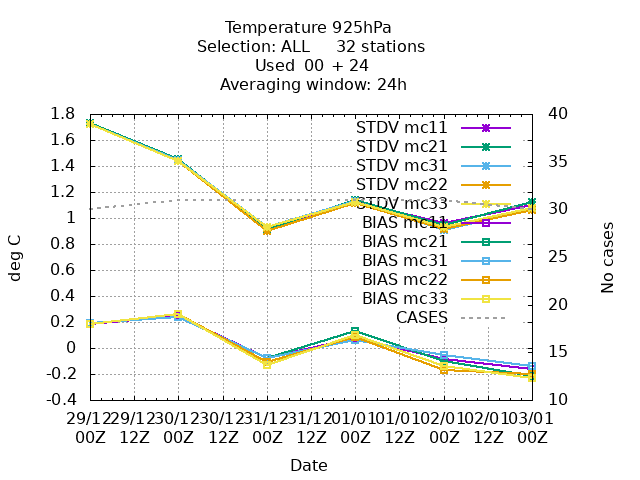 Temperature 925hPa
Selection: ALL 32 stations
Used 00 + 24
Averaging window: 24h
1.8
1.6
1.4
1.2
1
0.8
0.6
0.4
0.2
0
-0.2
-0.4
deg C
40
35
30
25
20
15
10
No cases
STDV mc11
STDV mc21
STDV mc31
STDV mc22
STDV mc33
BIAS mc11
BIAS mc21
BIAS mc31
BIAS mc22
BIAS mc33
CASES
29/12 29/12 30/12 30/12 31/12 31/12 01/01 01/01 02/01 02/01 03/01
00Z 12Z 00Z 12Z 00Z 12Z 00Z 12Z 00Z 12Z 00Z
Date